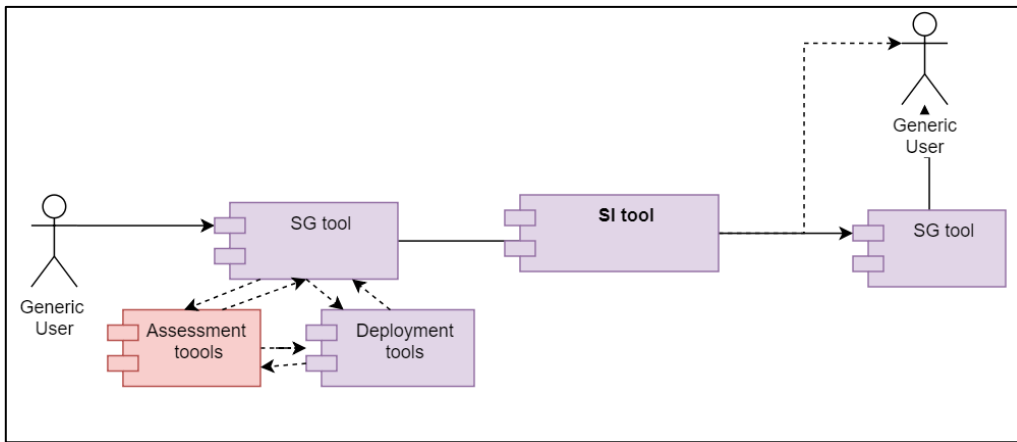 Generic
User
SG tool
SI tool
SG tool
Generic
User
Assessment
toools
Deployment
tools